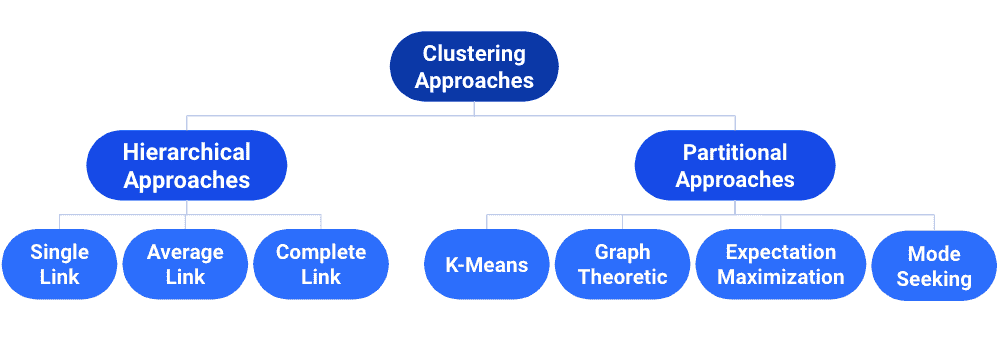 Clustering
Approaches
Hierarchical
Approaches
Partitional
Approaches
Single
Link
Average
Link
Complete
Link
K-Means
Graph
Theoretic
Expectation
Maximization
Mode
Seeking